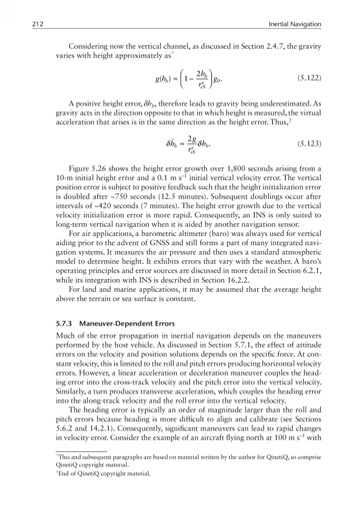 212
Inertial Navigation
Considering now the vertical channel, as discussed in Section 2.4.7, the gravity
varies with height approximately as*
g(h_b) ≈ (1 − 2h_b / r_eS^e) g_0.
(5.122)
A positive height error, δh_b, therefore leads to gravity being underestimated. As
gravity acts in the direction opposite to that in which height is measured, the virtual
acceleration that arises is in the same direction as the height error. Thus,†
δḧ_b ≈ 2g / r_eS^e δh_b,
(5.123)
Figure 5.26 shows the height error growth over 1,800 seconds arising from a
10-m initial height error and a 0.1 m s⁻¹ initial vertical velocity error. The vertical
position error is subject to positive feedback such that the height initialization error
is doubled after ~750 seconds (12.5 minutes). Subsequent doublings occur after
intervals of ~420 seconds (7 minutes). The height error growth due to the vertical
velocity initialization error is more rapid. Consequently, an INS is only suited to
long-term vertical navigation when it is aided by another navigation sensor.
For air applications, a barometric altimeter (baro) was always used for vertical
aiding prior to the advent of GNSS and still forms a part of many integrated navi-
gation systems. It measures the air pressure and then uses a standard atmospheric
model to determine height. It exhibits errors that vary with the weather. A baro's
operating principles and error sources are discussed in more detail in Section 6.2.1,
while its integration with INS is described in Section 16.2.2.
For land and marine applications, it may be assumed that the average height
above the terrain or sea surface is constant.
5.7.3 Maneuver-Dependent Errors
Much of the error propagation in inertial navigation depends on the maneuvers
performed by the host vehicle. As discussed in Section 5.7.1, the effect of attitude
errors on the velocity and position solutions depends on the specific force. At con-
stant velocity, this is limited to the roll and pitch errors producing horizontal velocity
errors. However, a linear acceleration or deceleration maneuver couples the head-
ing error into the cross-track velocity and the pitch error into the vertical velocity.
Similarly, a turn produces transverse acceleration, which couples the heading error
into the along-track velocity and the roll error into the vertical velocity.
The heading error is typically an order of magnitude larger than the roll and
pitch errors because heading is more difficult to align and calibrate (see Sections
5.6.2 and 14.2.1). Consequently, significant maneuvers can lead to rapid changes
in velocity error. Consider the example of an aircraft flying north at 100 m s⁻¹ with
*This and subsequent paragraphs are based on material written by the author for QinetiQ, so comprise
QinetiQ copyright material.
†End of QinetiQ copyright material.